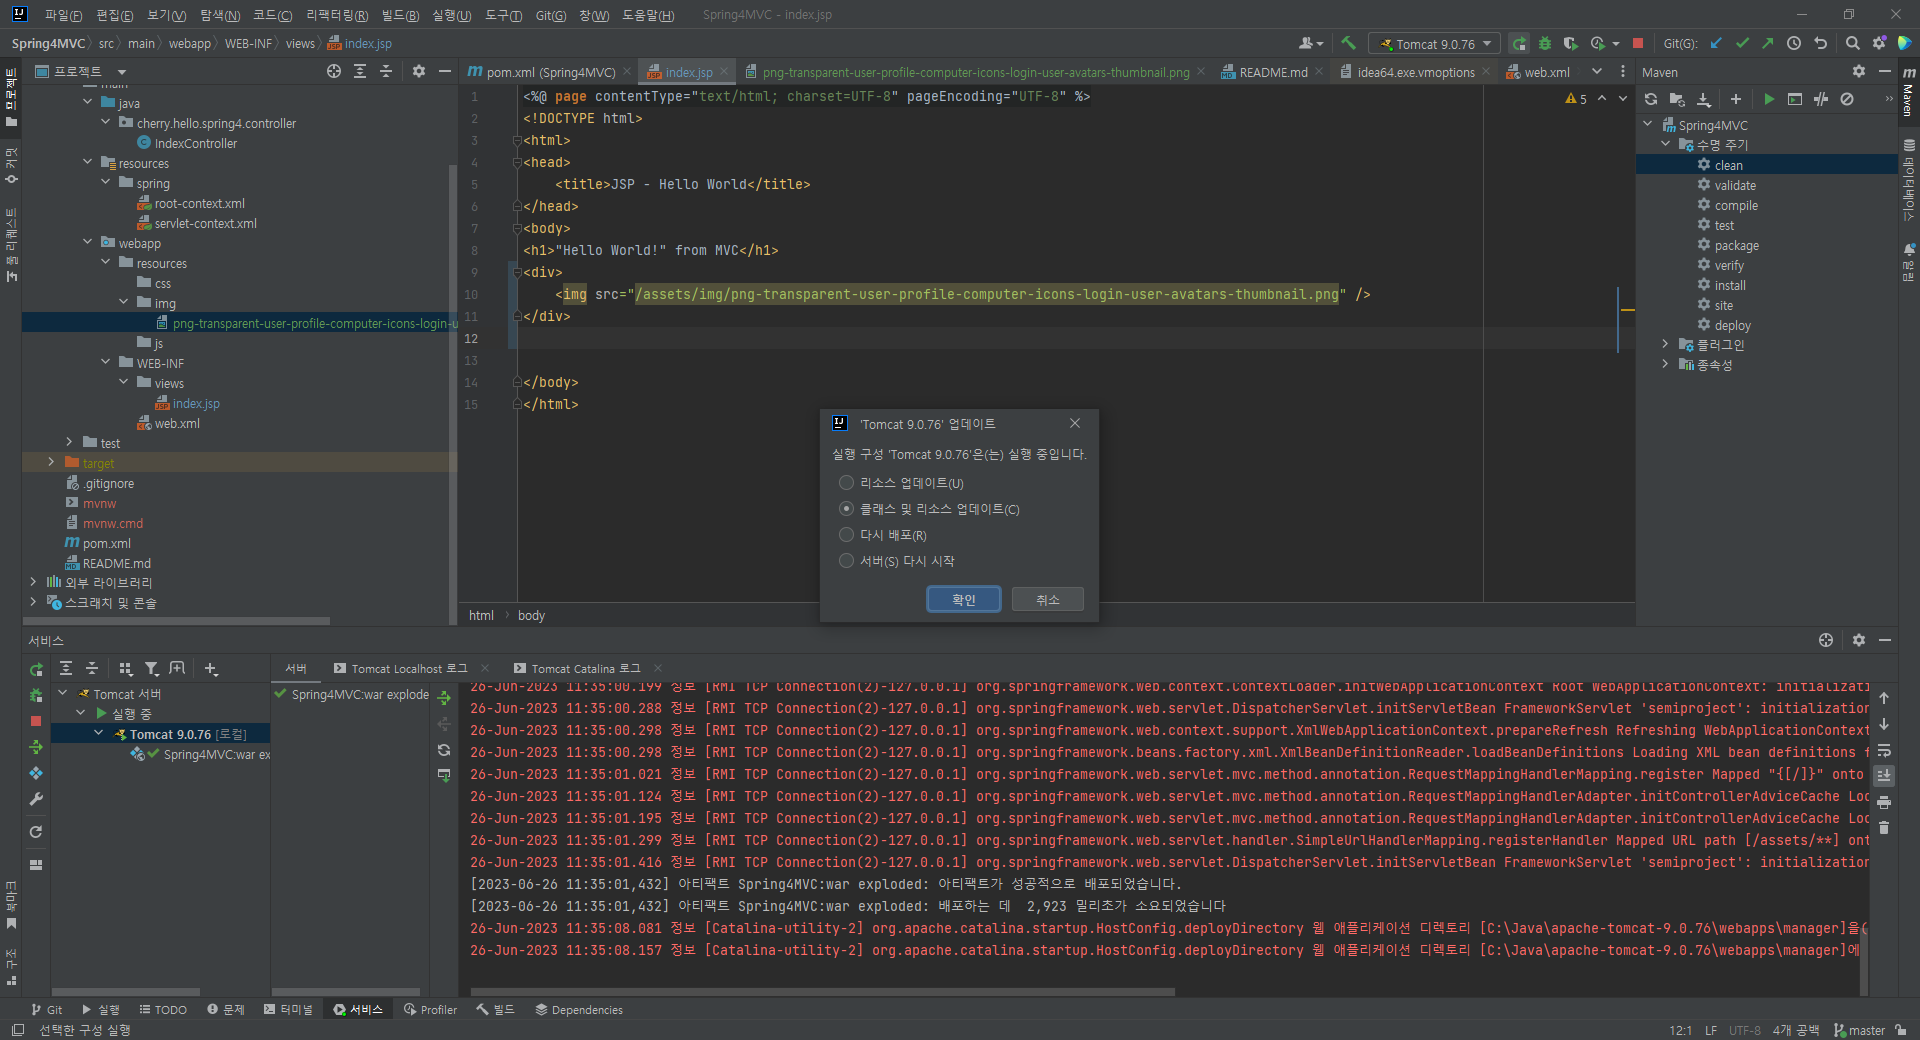 파일(F) 편집(E) 보기(V) 탐색(N) 코드(C) 리팩터링(R) 빌드(B) 실행(U) 도구(T) Git(G) 창(W) 도움말(H) Spring4MVC - index.jsp
Spring4MVC src main webapp WEB-INF views index.jsp
Tomcat 9.0.76 Git(G):
프로젝트
pom.xml (Spring4MVC) index.jsp png-transparent-user-profile-computer-icons-login-user-avatars-thumbnail.png README.md idea64.exe.vmoptions web.xml
Maven
프로젝트
커밋
풀 리퀘스트
북마크
구조
main
java
cherry.hello.spring4.controller
IndexController
resources
spring
root-context.xml
servlet-context.xml
webapp
resources
css
img
png-transparent-user-profile-computer-icons-login-u
js
WEB-INF
views
index.jsp
web.xml
test
target
.gitignore
mvnw
mvnw.cmd
pom.xml
README.md
외부 라이브러리
스크래치 및 콘솔
1 <%@ page contentType="text/html; charset=UTF-8" pageEncoding="UTF-8" %>
2 <!DOCTYPE html>
3 <html>
4 <head>
5 <title>JSP - Hello World</title>
6 </head>
7 <body>
8 <h1>"Hello World!" from MVC</h1>
9 <div>
10 <img src="/assets/img/png-transparent-user-profile-computer-icons-login-user-avatars-thumbnail.png" />
11 </div>
12
13
14 </body>
15 </html>
5
html body
'Tomcat 9.0.76' 업데이트
실행 구성 'Tomcat 9.0.76'은(는) 실행 중입니다.
리소스 업데이트(U)
클래스 및 리소스 업데이트(C)
다시 배포(R)
서버(S) 다시 시작
확인 취소
Spring4MVC
수명 주기
clean
validate
compile
test
package
verify
install
site
deploy
플러그인
종속성
Maven
데이터베이스
알림
서비스
서버 Tomcat Localhost 로그 Tomcat Catalina 로그
Tomcat 서버
실행 중
Tomcat 9.0.76 [로컬]
Spring4MVC:war ex
Spring4MVC:war explode
26-Jun-2023 11:35:00.199 정보 [RMI TCP Connection(2)-127.0.0.1] org.springframework.web.context.ContextLoader.initWebApplicationContext Root WebApplicationContext: initializati
26-Jun-2023 11:35:00.288 정보 [RMI TCP Connection(2)-127.0.0.1] org.springframework.web.servlet.DispatcherServlet.initServletBean FrameworkServlet 'semiproject': initialization
26-Jun-2023 11:35:00.298 정보 [RMI TCP Connection(2)-127.0.0.1] org.springframework.web.context.support.XmlWebApplicationContext.prepareRefresh Refreshing WebApplicationContext
26-Jun-2023 11:35:00.298 정보 [RMI TCP Connection(2)-127.0.0.1] org.springframework.beans.factory.xml.XmlBeanDefinitionReader.loadBeanDefinitions Loading XML bean definitions f
26-Jun-2023 11:35:01.021 정보 [RMI TCP Connection(2)-127.0.0.1] org.springframework.web.servlet.mvc.method.annotation.RequestMappingHandlerMapping.register Mapped "{[/]}" onto
26-Jun-2023 11:35:01.124 정보 [RMI TCP Connection(2)-127.0.0.1] org.springframework.web.servlet.mvc.method.annotation.RequestMappingHandlerAdapter.initControllerAdviceCache Loo
26-Jun-2023 11:35:01.195 정보 [RMI TCP Connection(2)-127.0.0.1] org.springframework.web.servlet.mvc.method.annotation.RequestMappingHandlerAdapter.initControllerAdviceCache Loo
26-Jun-2023 11:35:01.299 정보 [RMI TCP Connection(2)-127.0.0.1] org.springframework.web.servlet.handler.SimpleUrlHandlerMapping.registerHandler Mapped URL path [/assets/**] ont
26-Jun-2023 11:35:01.416 정보 [RMI TCP Connection(2)-127.0.0.1] org.springframework.web.servlet.DispatcherServlet.initServletBean FrameworkServlet 'semiproject': initialization
[2023-06-26 11:35:01,432] 아티팩트 Spring4MVC:war exploded: 아티팩트가 성공적으로 배포되었습니다.
[2023-06-26 11:35:01,432] 아티팩트 Spring4MVC:war exploded: 배포하는 데 2,923 밀리초가 소요되었습니다
26-Jun-2023 11:35:08.081 정보 [Catalina-utility-2] org.apache.catalina.startup.HostConfig.deployDirectory 웹 애플리케이션 디렉토리 [C:\Java\apache-tomcat-9.0.76\webapps\manager]을(
26-Jun-2023 11:35:08.157 정보 [Catalina-utility-2] org.apache.catalina.startup.HostConfig.deployDirectory 웹 애플리케이션 디렉토리 [C:\Java\apache-tomcat-9.0.76\webapps\manager]에
Git 실행 TODO 문제 터미널 서비스 Profiler 빌드 Dependencies
선택한 구성 실행 12:1 LF UTF-8 4개 공백 master